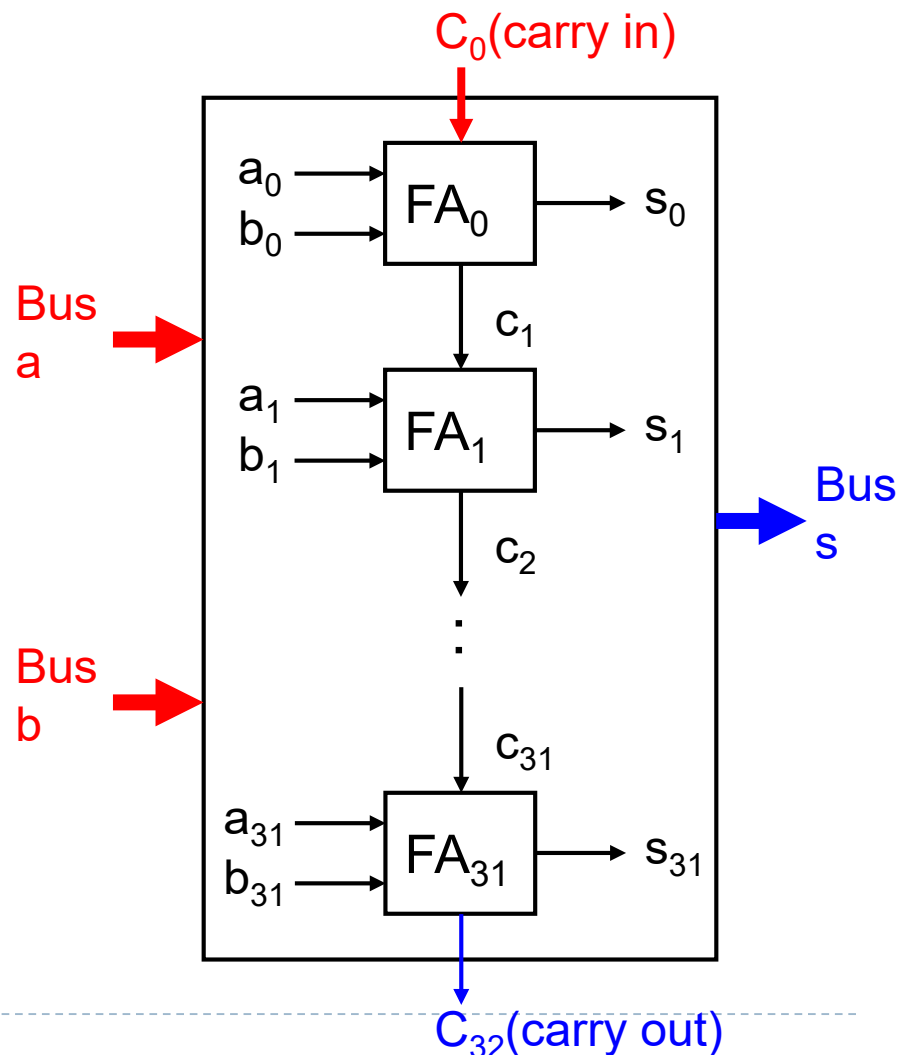 C₀(carry in)
a₀
b₀
FA₀
s₀
Bus
a
c₁
a₁
b₁
FA₁
s₁
Bus
s
c₂
:
Bus
b
c₃₁
a₃₁
b₃₁
FA₃₁
s₃₁
C₃₂(carry out)